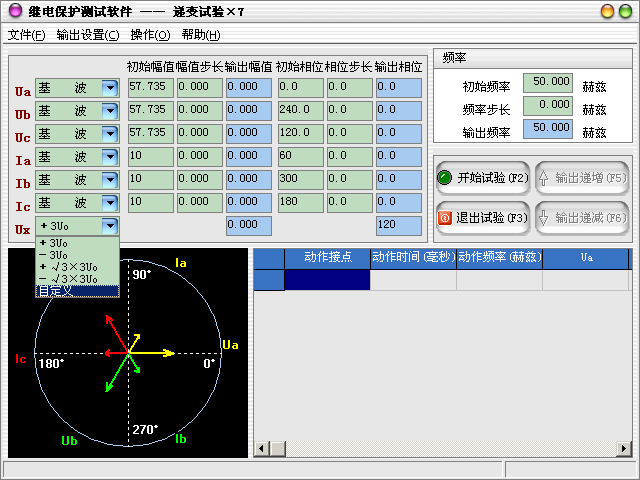 继电保护测试软件 —— 递变试验×7
文件(F) 输出设置(C) 操作(O) 帮助(H)
初始幅值 幅值步长 输出幅值 初始相位 相位步长 输出相位
Ua 基 波 57.735 0.000 0.000 0.0 0.0 0.0
Ub 基 波 57.735 0.000 0.000 240.0 0.0 0.0
Uc 基 波 57.735 0.000 0.000 120.0 0.0 0.0
Ia 基 波 10 0.000 0.000 60 0.0 0.0
Ib 基 波 10 0.000 0.000 300 0.0 0.0
Ic 基 波 10 0.000 0.000 180 0.0 0.0
Ux +3U₀ 0.000 120
+3U₀
－3U₀
+√3×3U₀
－√3×3U₀
自定义
频率
初始频率 50.000 赫兹
频率步长 0.000 赫兹
输出频率 50.000 赫兹
开始试验(F2) 输出递增(F5)
退出试验(F3) 输出递减(F6)
Ia
90°
Ua
Ic 180° 0°
270°
Ub Ib
动作接点 动作时间(毫秒) 动作频率(赫兹) Ua